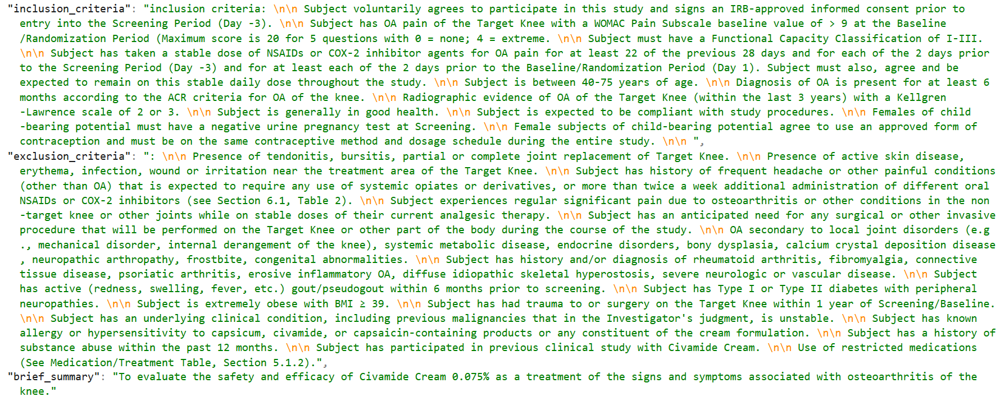 "inclusion_criteria": "inclusion criteria: \n\n Subject voluntarily agrees to participate in this study and signs an IRB-approved informed consent prior to
entry into the Screening Period (Day -3). \n\n Subject has OA pain of the Target Knee with a WOMAC Pain Subscale baseline value of > 9 at the Baseline
/Randomization Period (Maximum score is 20 for 5 questions with 0 = none; 4 = extreme. \n\n Subject must have a Functional Capacity Classification of I-III.
\n\n Subject has taken a stable dose of NSAIDs or COX-2 inhibitor agents for OA pain for at least 22 of the previous 28 days and for each of the 2 days prior
to the Screening Period (Day -3) and for at least each of the 2 days prior to the Baseline/Randomization Period (Day 1). Subject must also, agree and be
expected to remain on this stable daily dose throughout the study. \n\n Subject is between 40-75 years of age. \n\n Diagnosis of OA is present for at least 6
months according to the ACR criteria for OA of the knee. \n\n Radiographic evidence of OA of the Target Knee (within the last 3 years) with a Kellgren
-Lawrence scale of 2 or 3. \n\n Subject is generally in good health. \n\n Subject is expected to be compliant with study procedures. \n\n Females of child
-bearing potential must have a negative urine pregnancy test at Screening. \n\n Female subjects of child-bearing potential agree to use an approved form of
contraception and must be on the same contraceptive method and dosage schedule during the entire study. \n\n ",
"exclusion_criteria": ": \n\n Presence of tendonitis, bursitis, partial or complete joint replacement of Target Knee. \n\n Presence of active skin disease,
erythema, infection, wound or irritation near the treatment area of the Target Knee. \n\n Subject has history of frequent headache or other painful conditions
(other than OA) that is expected to require any use of systemic opiates or derivatives, or more than twice a week additional administration of different oral
NSAIDs or COX-2 inhibitors (see Section 6.1, Table 2). \n\n Subject experiences regular significant pain due to osteoarthritis or other conditions in the non
-target knee or other joints while on stable doses of their current analgesic therapy. \n\n Subject has an anticipated need for any surgical or other invasive
procedure that will be performed on the Target Knee or other part of the body during the course of the study. \n\n OA secondary to local joint disorders (e.g
., mechanical disorder, internal derangement of the knee), systemic metabolic disease, endocrine disorders, bony dysplasia, calcium crystal deposition disease
, neuropathic arthropathy, frostbite, congenital abnormalities. \n\n Subject has history and/or diagnosis of rheumatoid arthritis, fibromyalgia, connective
tissue disease, psoriatic arthritis, erosive inflammatory OA, diffuse idiopathic skeletal hyperostosis, severe neurologic or vascular disease. \n\n Subject
has active (redness, swelling, fever, etc.) gout/pseudogout within 6 months prior to screening. \n\n Subject has Type I or Type II diabetes with peripheral
neuropathies. \n\n Subject is extremely obese with BMI ≥ 39. \n\n Subject has had trauma to or surgery on the Target Knee within 1 year of Screening/Baseline.
\n\n Subject has an underlying clinical condition, including previous malignancies that in the Investigator's judgment, is unstable. \n\n Subject has known
allergy or hypersensitivity to capsicum, civamide, or capsaicin-containing products or any constituent of the cream formulation. \n\n Subject has a history of
substance abuse within the past 12 months. \n\n Subject has participated in previous clinical study with Civamide Cream. \n\n Use of restricted medications
(See Medication/Treatment Table, Section 5.1.2).",
"brief_summary": "To evaluate the safety and efficacy of Civamide Cream 0.075% as a treatment of the signs and symptoms associated with osteoarthritis of the
knee."